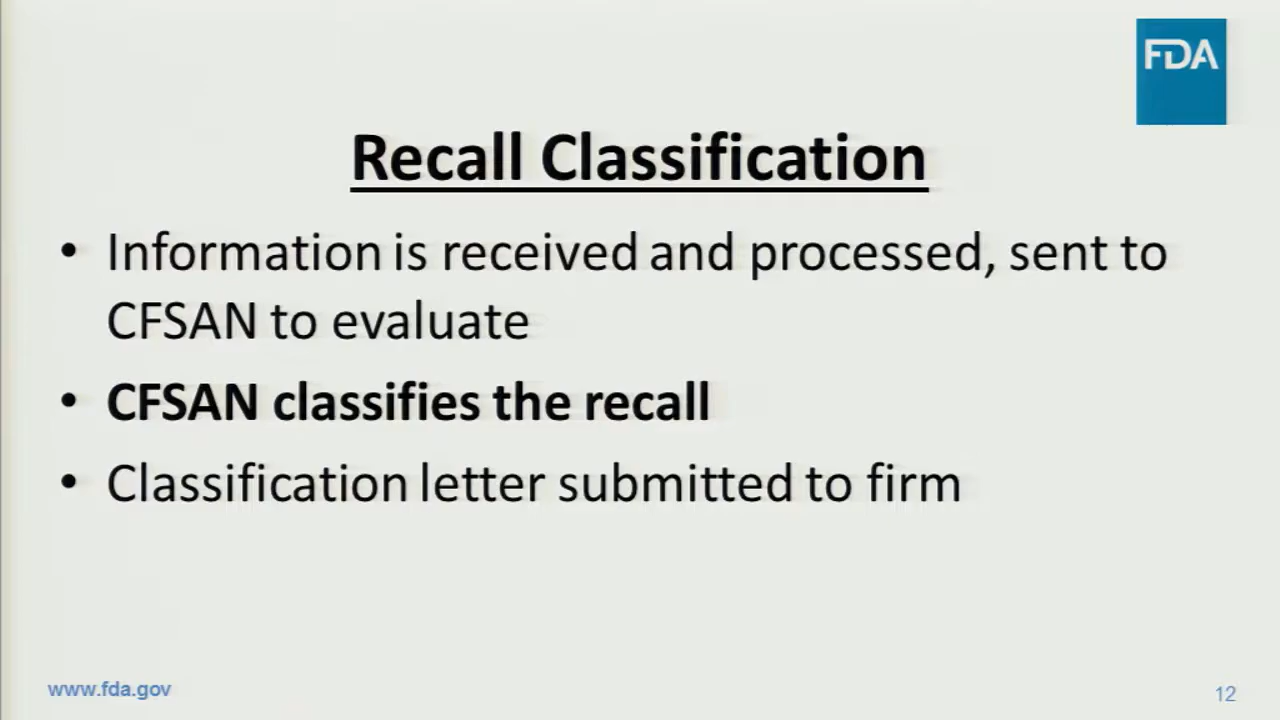 FDA
Recall Classification
• Information is received and processed, sent to
CFSAN to evaluate
• CFSAN classifies the recall
• Classification letter submitted to firm
www.fda.gov
12